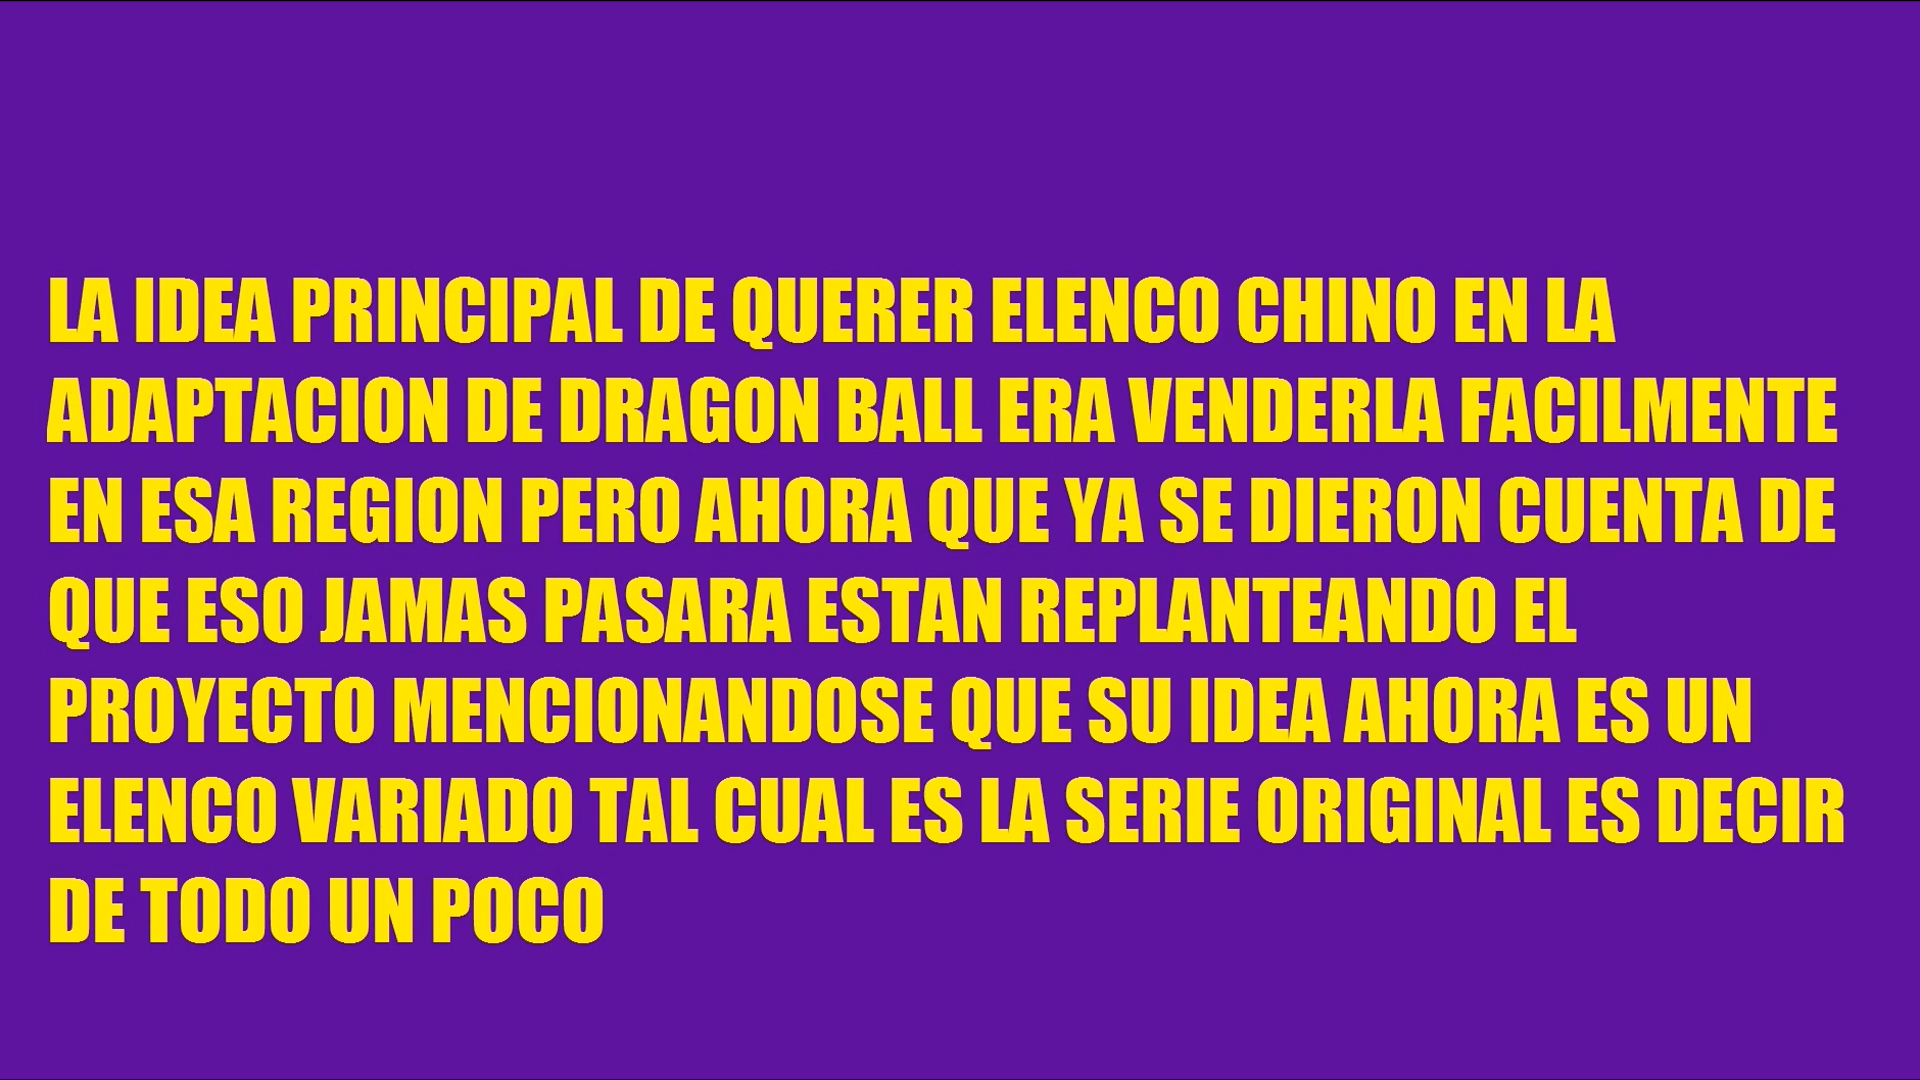 LA IDEA PRINCIPAL DE QUERER ELENCO CHINO EN LA
ADAPTACION DE DRAGON BALL ERA VENDERLA FACILMENTE
EN ESA REGION PERO AHORA QUE YA SE DIERON CUENTA DE
QUE ESO JAMAS PASARA ESTAN REPLANTEANDO EL
PROYECTO MENCIONANDOSE QUE SU IDEA AHORA ES UN
ELENCO VARIADO TAL CUAL ES LA SERIE ORIGINAL ES DECIR
DE TODO UN POCO